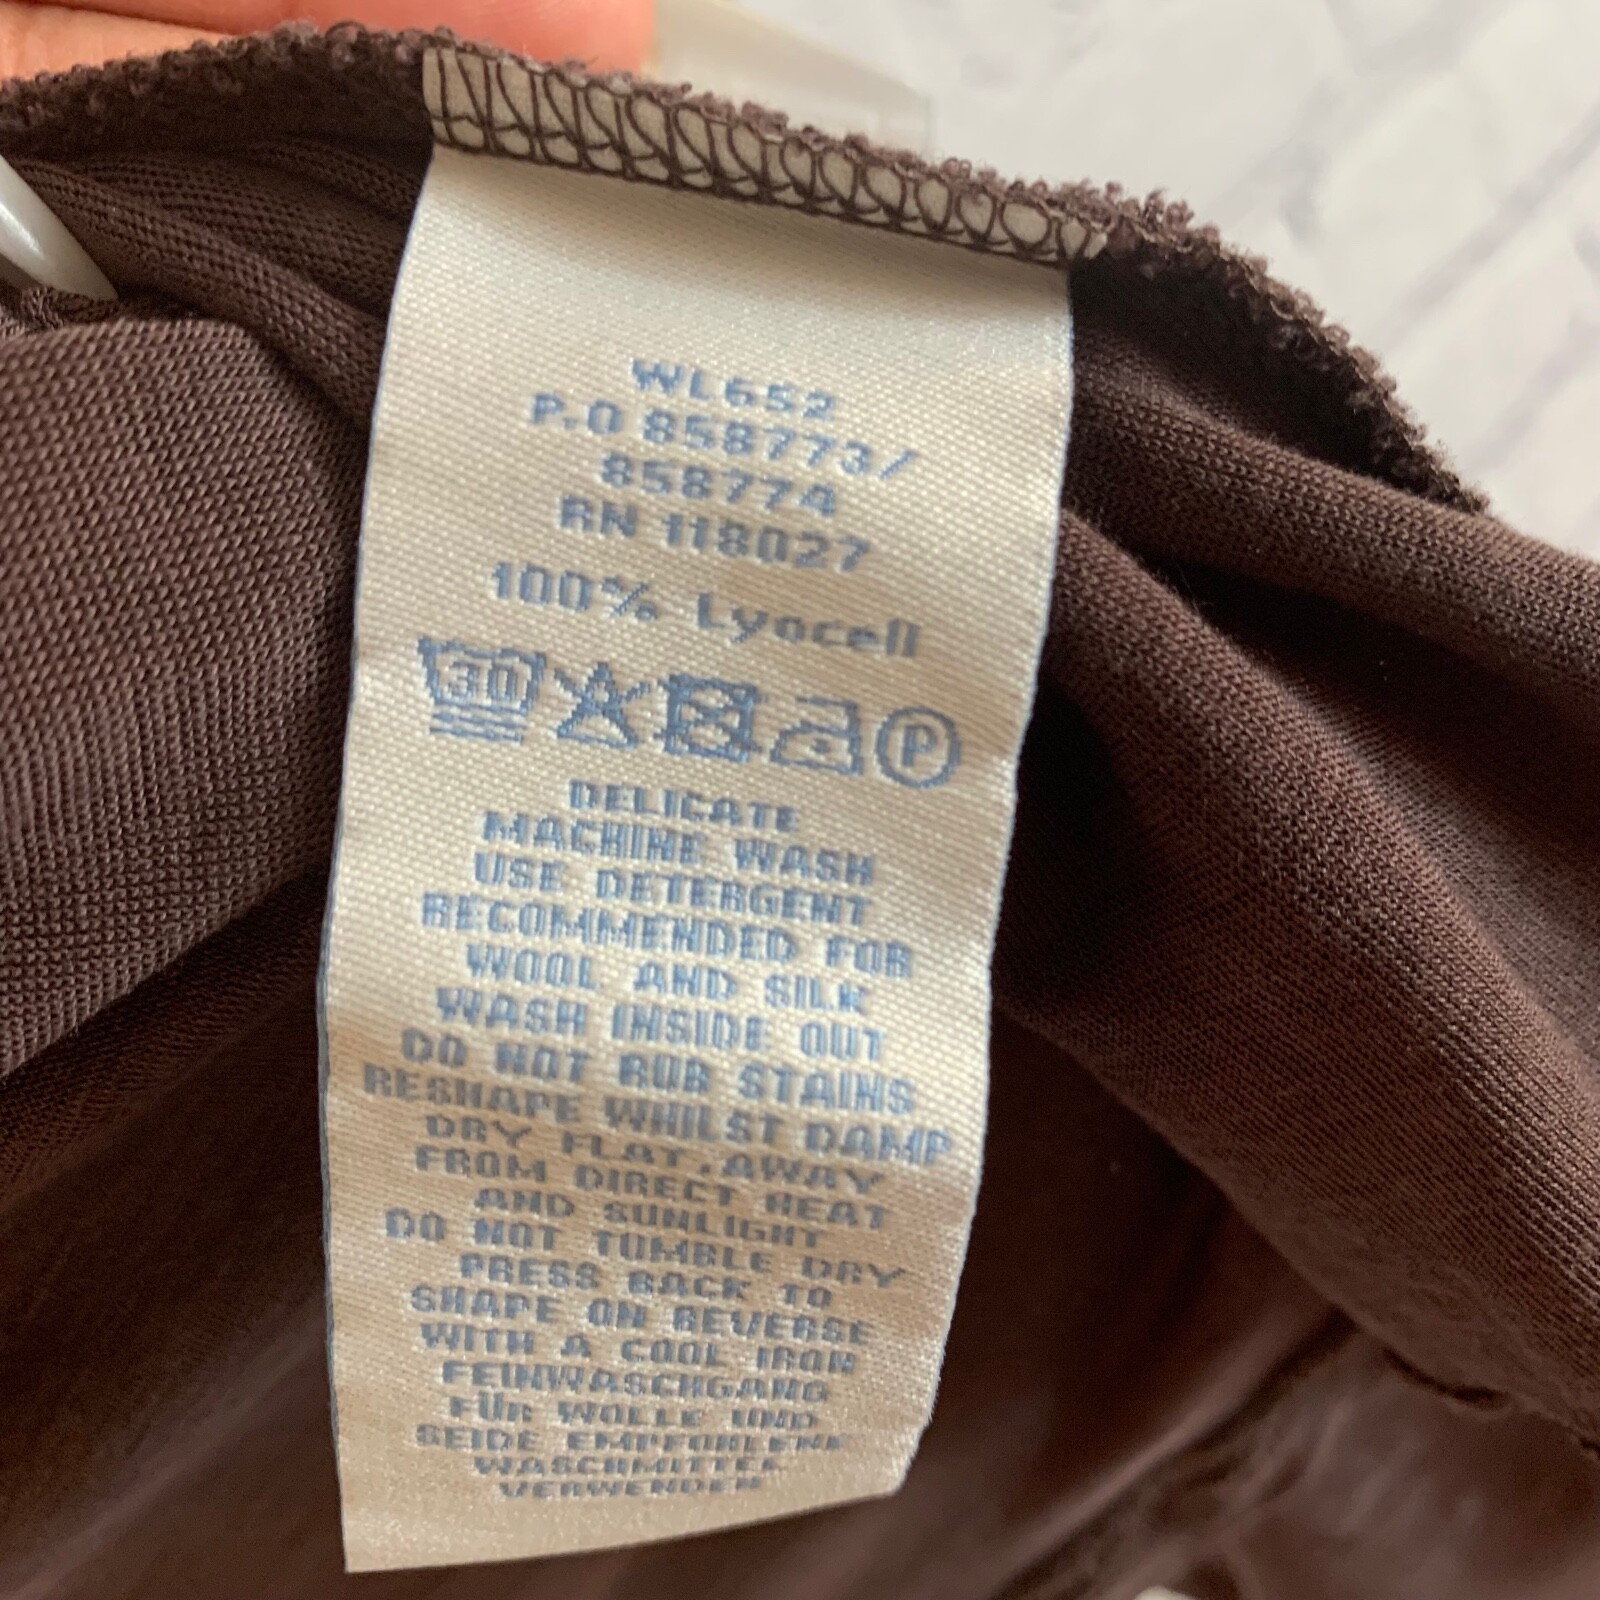 WL652
P.O 858773/
858774
RN 118027
100% Lyocell
30
P
DELICATE
MACHINE WASH
USE DETERGENT
RECOMMENDED FOR
WOOL AND SILK
WASH INSIDE OUT
DO NOT RUB STAINS
RESHAPE WHILST DAMP
DRY FLAT, AWAY
FROM DIRECT HEAT
AND SUNLIGHT
DO NOT TUMBLE DRY
PRESS BACK TO
SHAPE ON REVERSE
WITH A COOL IRON
FEINWASCHGANG
FÜR WOLLE UND
SEIDE EMPFOHLENE
WASCHMITTEL
VERWENDEN